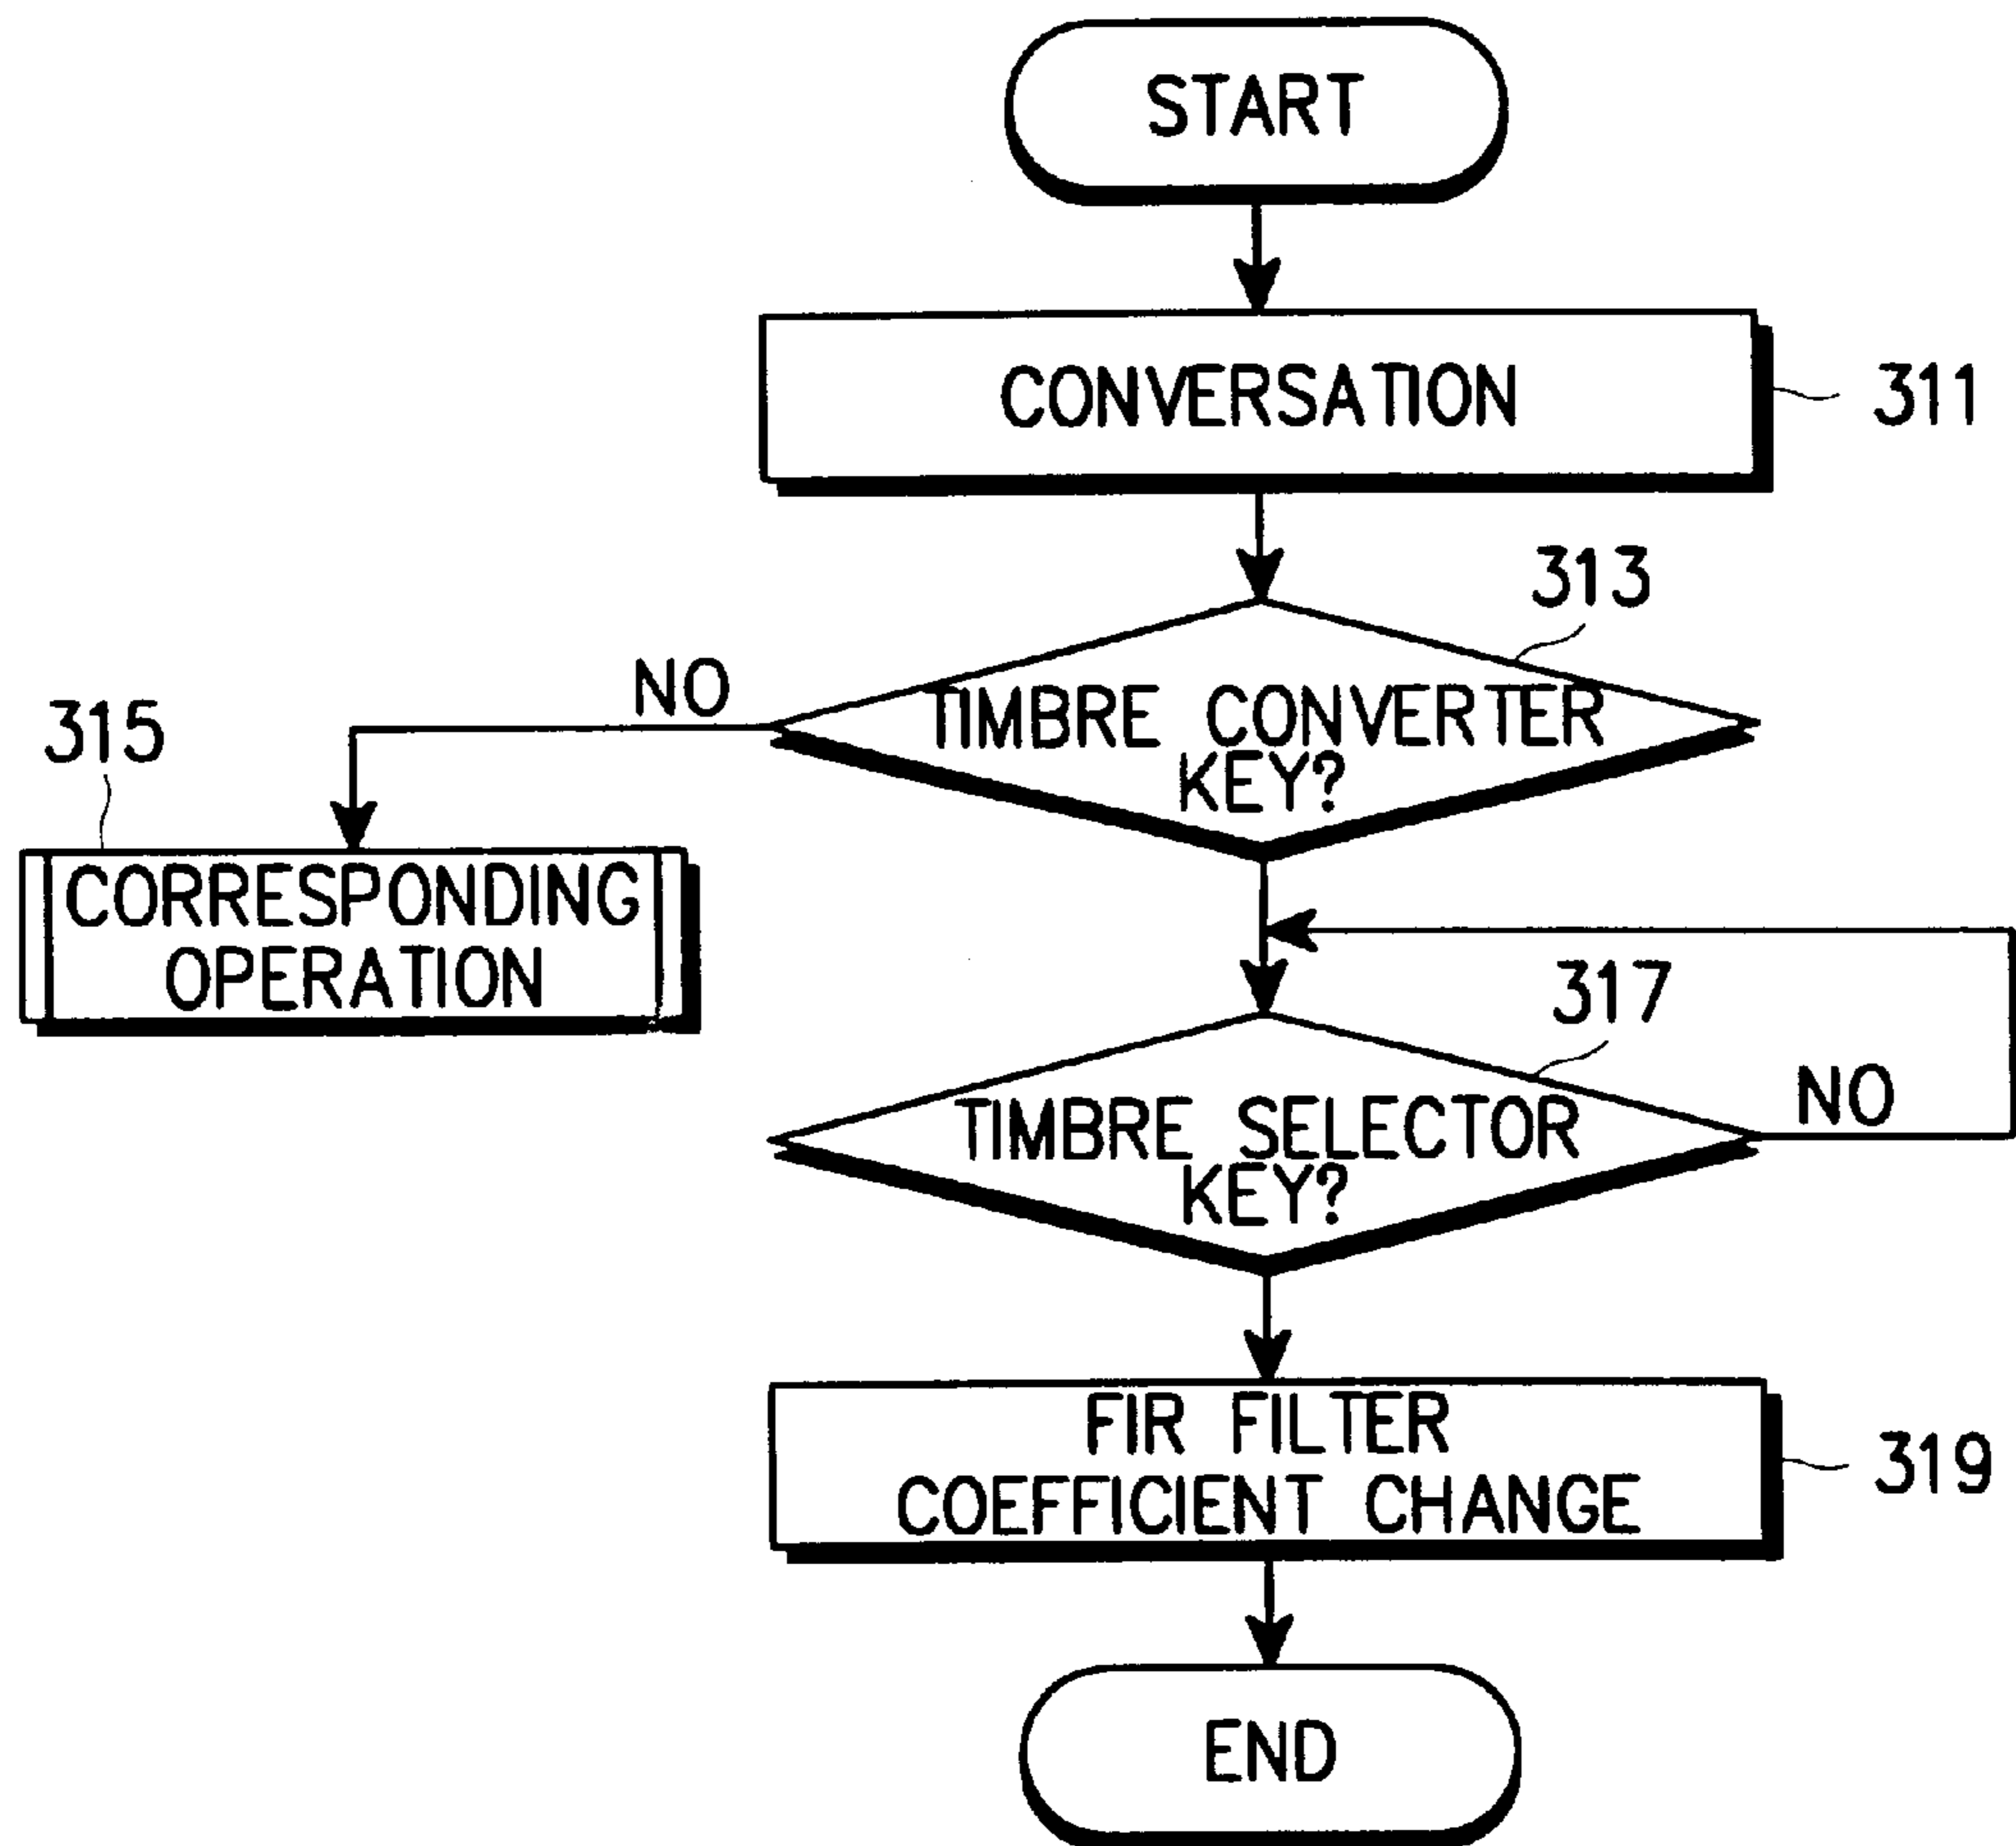 START
CONVERSATION
311
313
NO
TIMBRE CONVERTER
KEY?
315
CORRESPONDING
OPERATION
317
TIMBRE SELECTOR
KEY?
NO
FIR FILTER
COEFFICIENT CHANGE
319
END